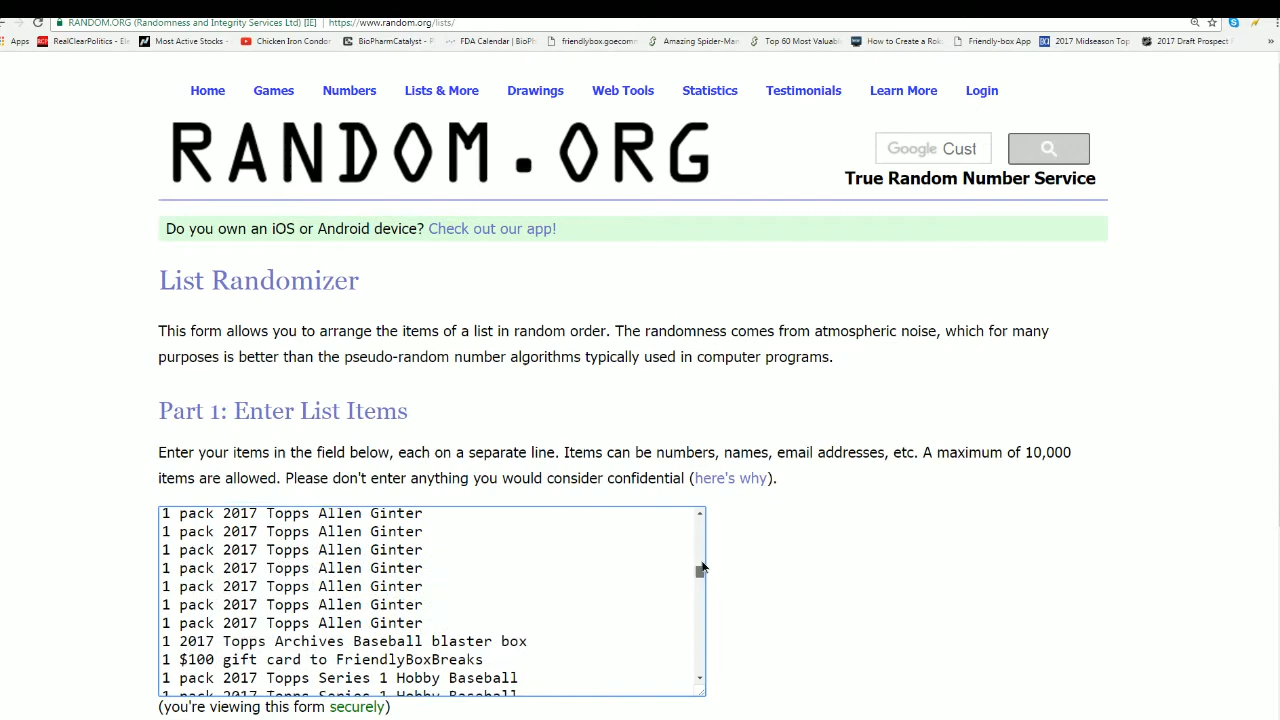 RANDOM.ORG (Randomness and Integrity Services Ltd) [IE] https://www.random.org/lists/
Apps RealClearPolitics - Ele Most Active Stocks - Chicken Iron Condor BioPharmCatalyst - F FDA Calendar | BioPh friendlybox.goecomm Amazing Spider-Man Top 60 Most Valuabl How to Create a Rok Friendly-box App 2017 Midseason Top 2017 Draft Prospect »
Home Games Numbers Lists & More Drawings Web Tools Statistics Testimonials Learn More Login
RANDOM.ORG
Google Cust
True Random Number Service
Do you own an iOS or Android device? Check out our app!
List Randomizer
This form allows you to arrange the items of a list in random order. The randomness comes from atmospheric noise, which for many
purposes is better than the pseudo-random number algorithms typically used in computer programs.
Part 1: Enter List Items
Enter your items in the field below, each on a separate line. Items can be numbers, names, email addresses, etc. A maximum of 10,000
items are allowed. Please don't enter anything you would consider confidential (here's why).
1 pack 2017 Topps Allen Ginter
1 pack 2017 Topps Allen Ginter
1 pack 2017 Topps Allen Ginter
1 pack 2017 Topps Allen Ginter
1 pack 2017 Topps Allen Ginter
1 pack 2017 Topps Allen Ginter
1 pack 2017 Topps Allen Ginter
1 2017 Topps Archives Baseball blaster box
1 $100 gift card to FriendlyBoxBreaks
1 pack 2017 Topps Series 1 Hobby Baseball
1 pack 2017 Topps Series 1 Hobby Baseball
(you're viewing this form securely)